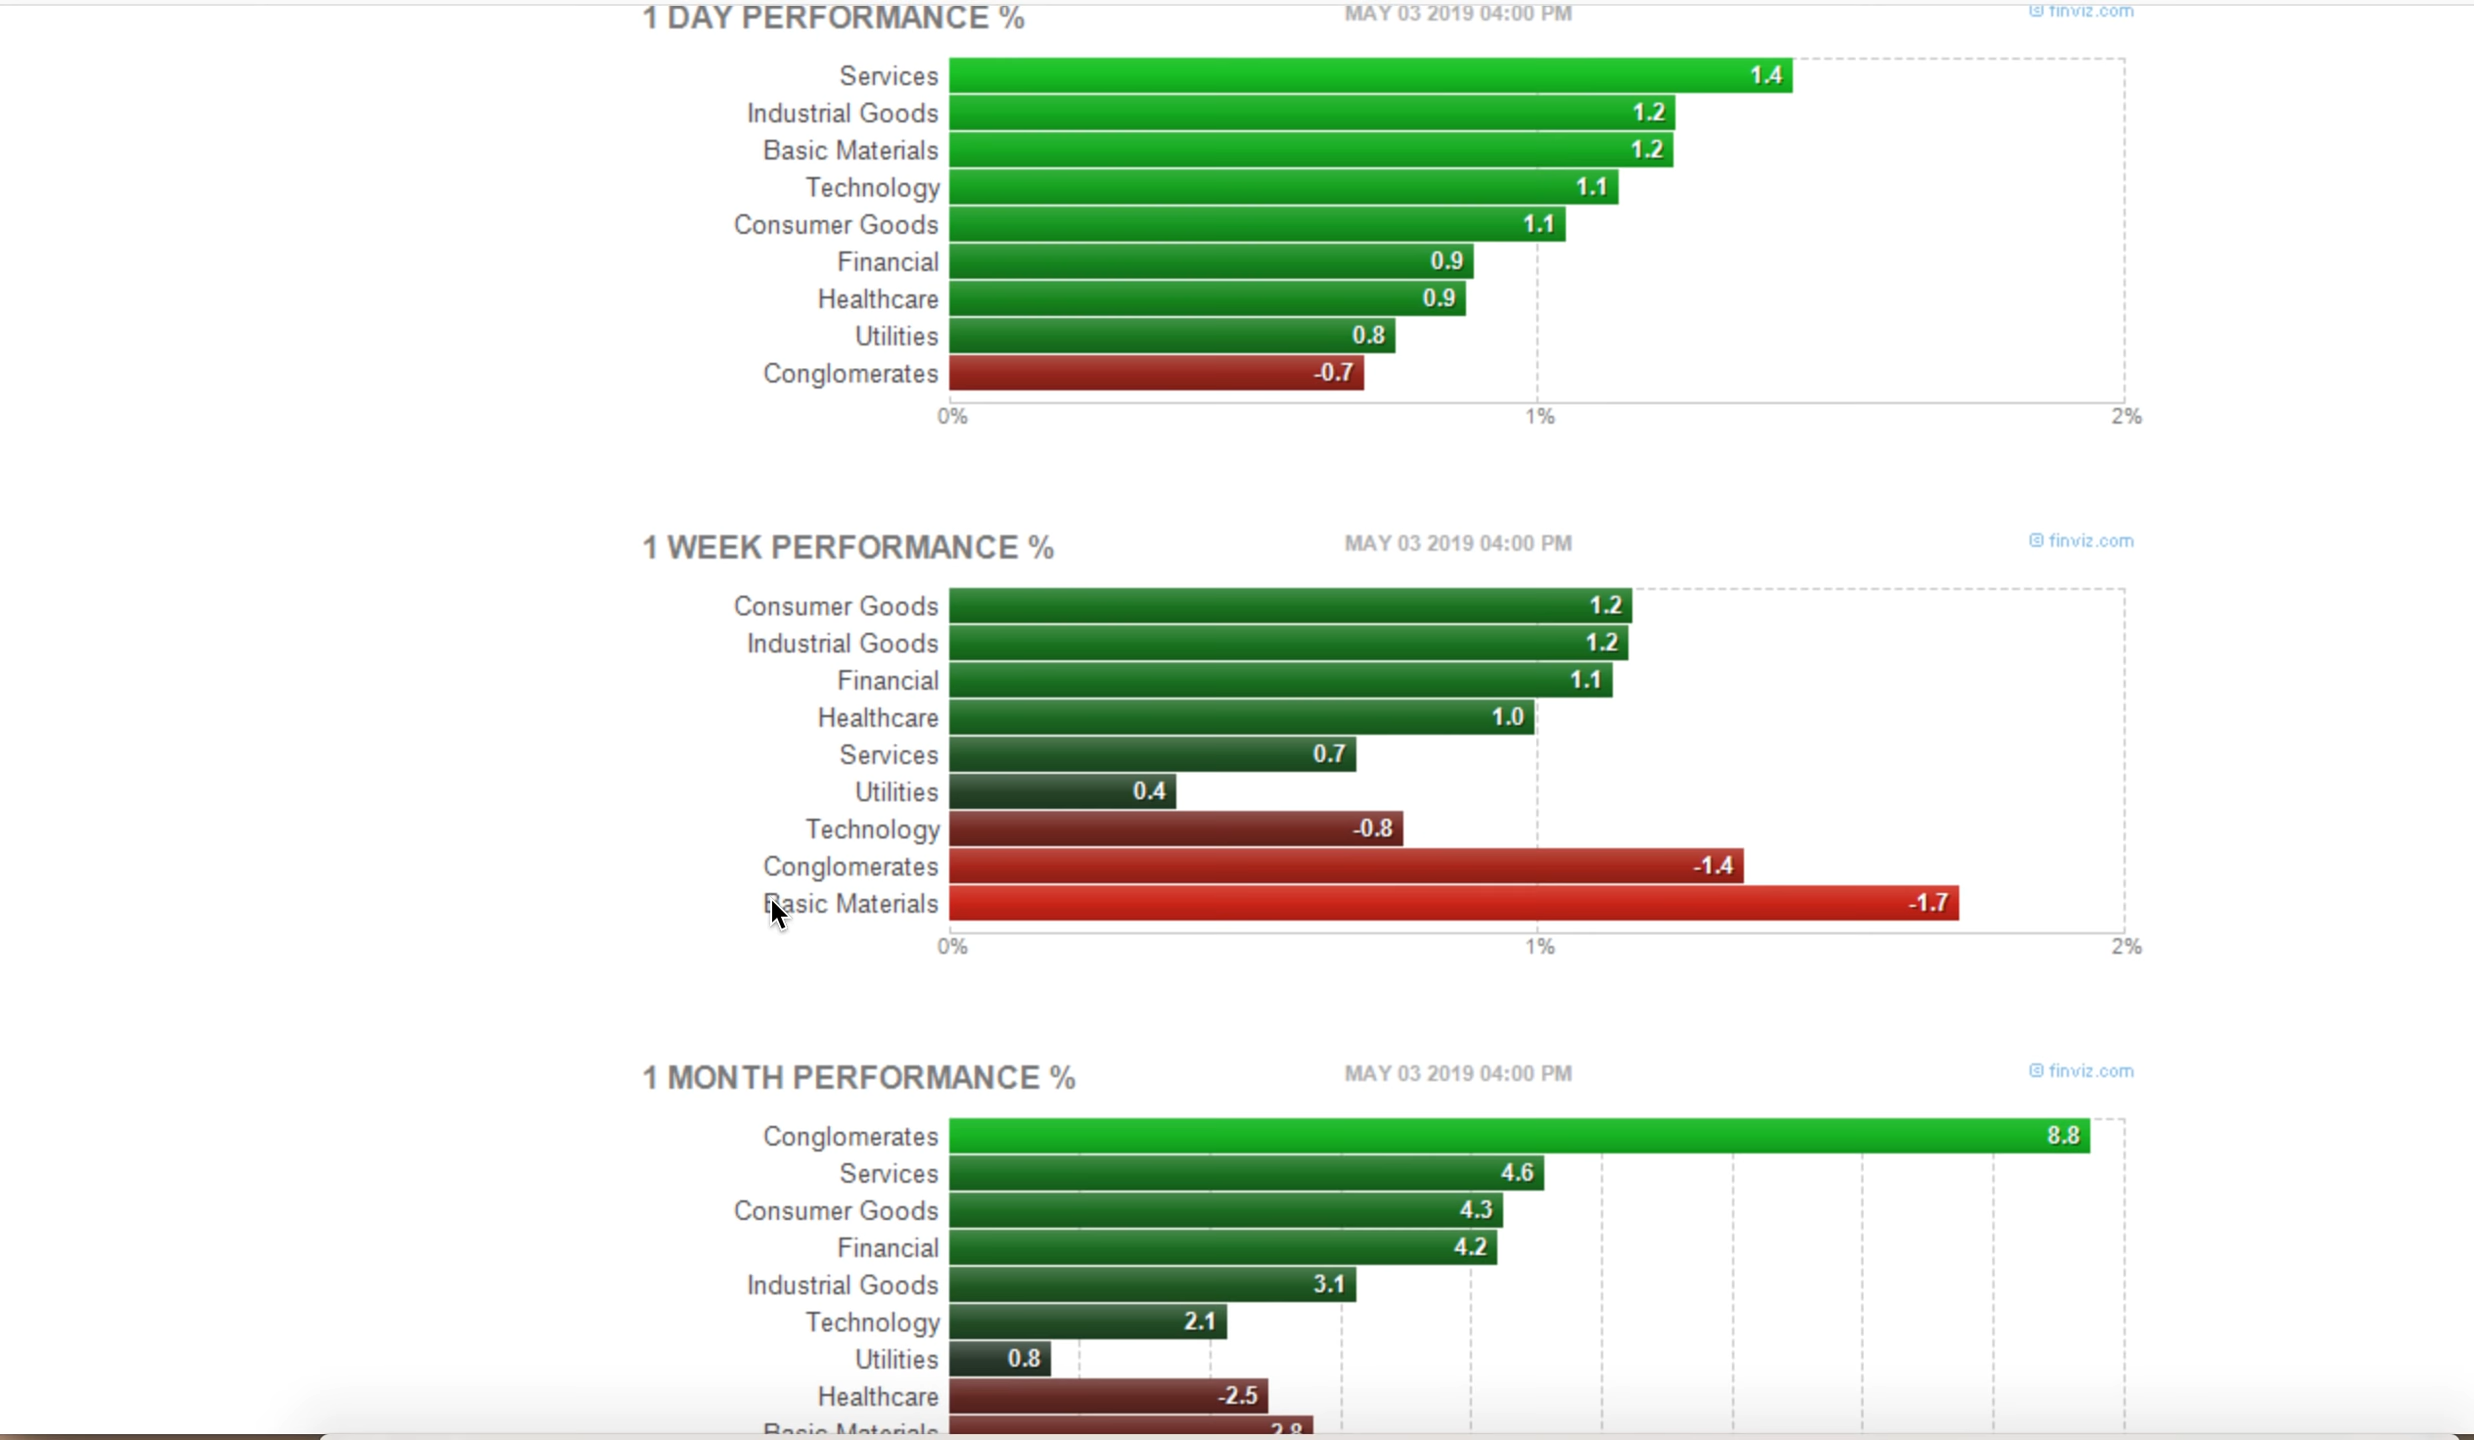 1 DAY PERFORMANCE % MAY 03 2019 04:00 PM © finviz.com
Services 1.4
Industrial Goods 1.2
Basic Materials 1.2
Technology 1.1
Consumer Goods 1.1
Financial 0.9
Healthcare 0.9
Utilities 0.8
Conglomerates -0.7
0% 1% 2%
1 WEEK PERFORMANCE % MAY 03 2019 04:00 PM © finviz.com
Consumer Goods 1.2
Industrial Goods 1.2
Financial 1.1
Healthcare 1.0
Services 0.7
Utilities 0.4
Technology -0.8
Conglomerates -1.4
Basic Materials -1.7
0% 1% 2%
1 MONTH PERFORMANCE % MAY 03 2019 04:00 PM © finviz.com
Conglomerates 8.8
Services 4.6
Consumer Goods 4.3
Financial 4.2
Industrial Goods 3.1
Technology 2.1
Utilities 0.8
Healthcare -2.5
Basic Materials -2.8